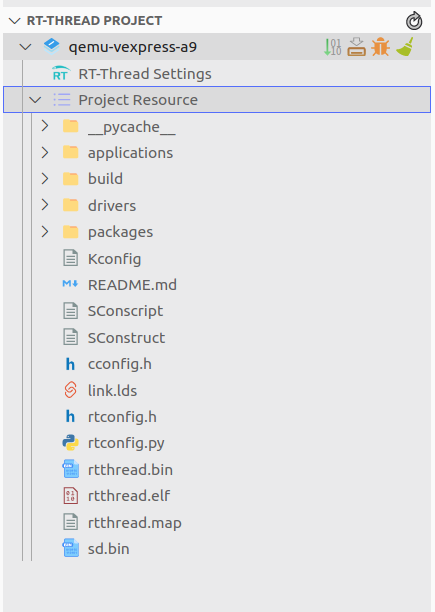 RT-THREAD PROJECT
qemu-vexpress-a9
RT RT-Thread Settings
Project Resource
__pycache__
applications
build
drivers
packages
Kconfig
README.md
SConscript
SConstruct
h cconfig.h
link.lds
h rtconfig.h
rtconfig.py
rtthread.bin
rtthread.elf
rtthread.map
sd.bin